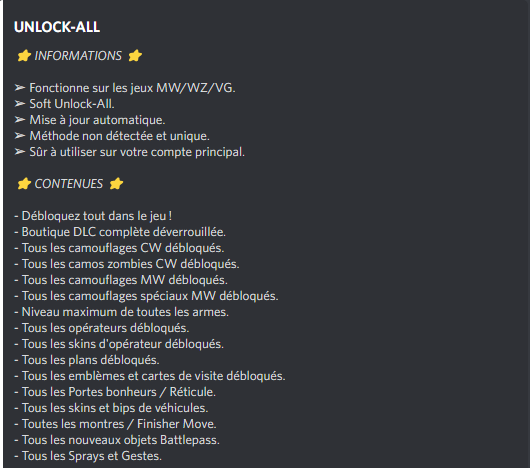 UNLOCK-ALL
⭐ INFORMATIONS ⭐
➢ Fonctionne sur les jeux MW/WZ/VG.
➢ Soft Unlock-All.
➢ Mise à jour automatique.
➢ Méthode non détectée et unique.
➢ Sûr à utiliser sur votre compte principal.
⭐ CONTENUES ⭐
- Débloquez tout dans le jeu !
- Boutique DLC complète déverrouillée.
- Tous les camouflages CW débloqués.
- Tous les camos zombies CW débloqués.
- Tous les camouflages MW débloqués.
- Tous les camouflages spéciaux MW débloqués.
- Niveau maximum de toutes les armes.
- Tous les opérateurs débloqués.
- Tous les skins d'opérateur débloqués.
- Tous les plans débloqués.
- Tous les emblèmes et cartes de visite débloqués.
- Tous les Portes bonheurs / Réticule.
- Tous les skins et bips de véhicules.
- Toutes les montres / Finisher Move.
- Tous les nouveaux objets Battlepass.
- Tous les Sprays et Gestes.